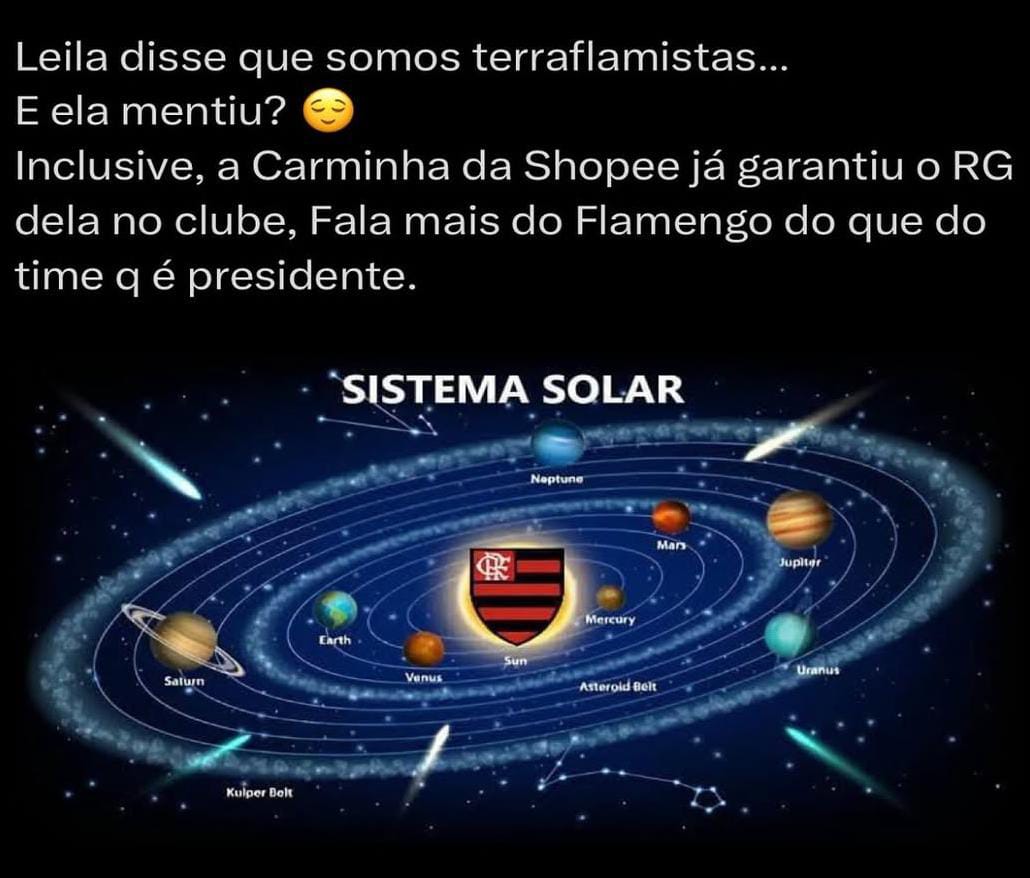 Leila disse que somos terraflamistas...
E ela mentiu? 😌
Inclusive, a Carminha da Shopee já garantiu o RG
dela no clube, Fala mais do Flamengo do que do
time q é presidente.
SISTEMA SOLAR
Neptune
Mars
Jupiter
CRF
Mercury
Earth
Sun
Venus
Saturn
Uranus
Asteroid Belt
Kuiper Belt